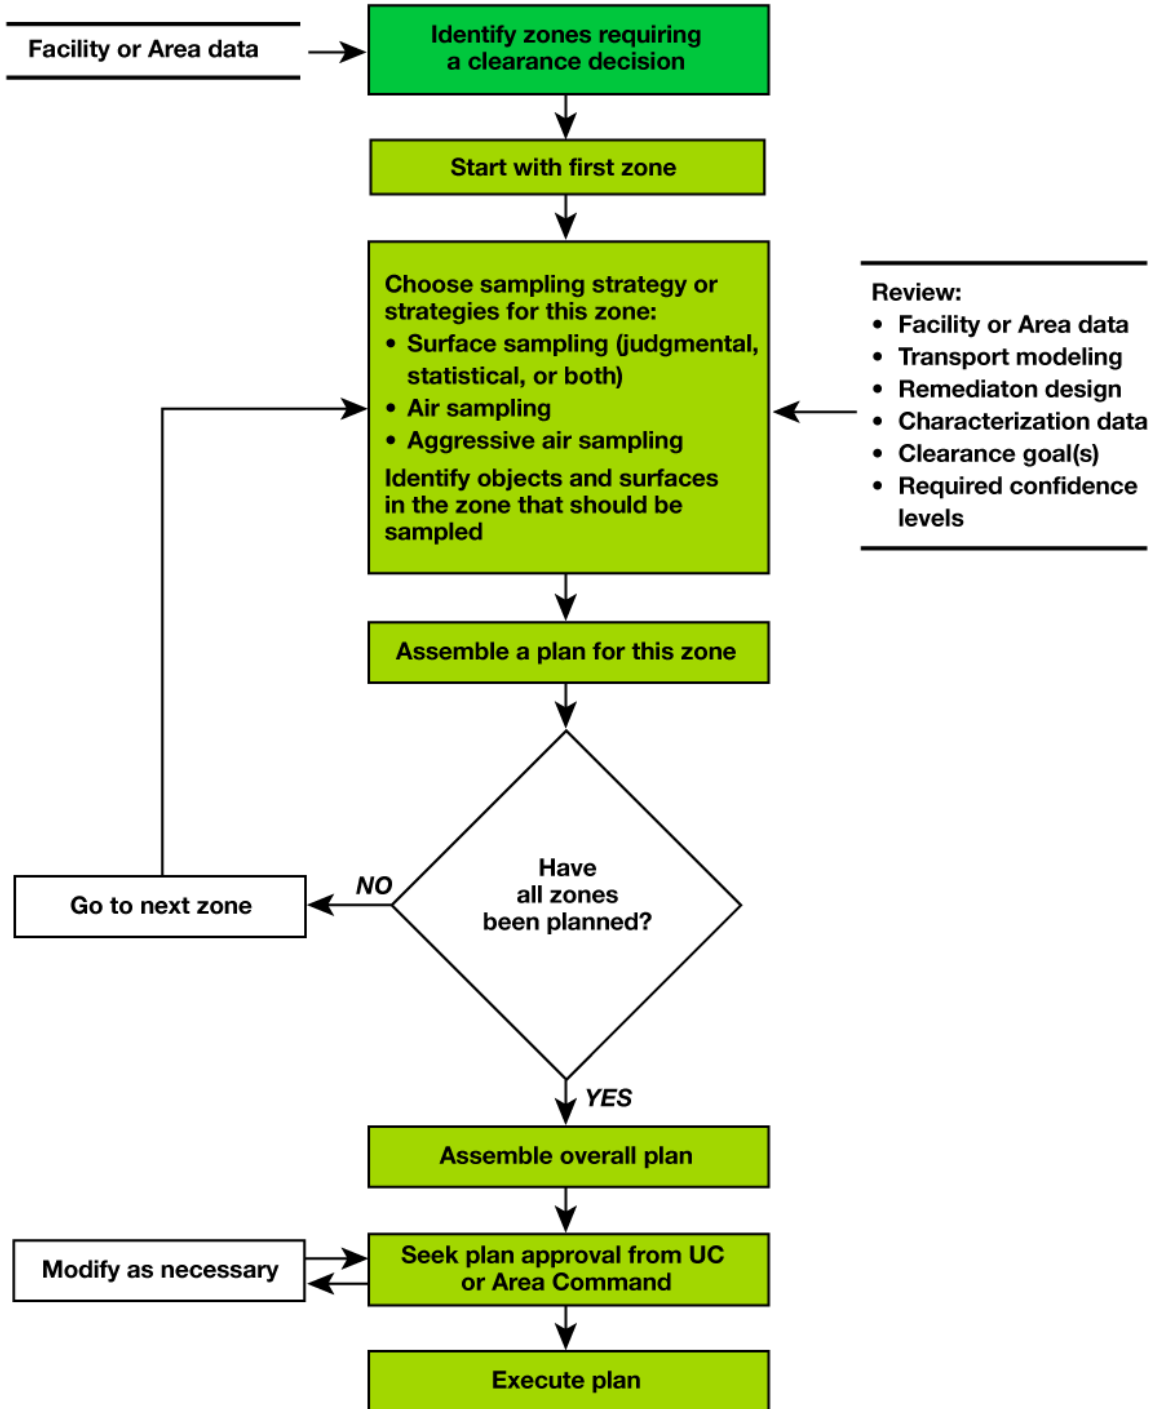 Facility or Area data
Identify zones requiring
a clearance decision
Start with first zone
Choose sampling strategy or
strategies for this zone:
• Surface sampling (judgmental,
statistical, or both)
• Air sampling
• Aggressive air sampling
Identify objects and surfaces
in the zone that should be
sampled
Review:
• Facility or Area data
• Transport modeling
• Remediaton design
• Characterization data
• Clearance goal(s)
• Required confidence
levels
Assemble a plan for this zone
Have
all zones
been planned?
NO
Go to next zone
YES
Assemble overall plan
Seek plan approval from UC
or Area Command
Modify as necessary
Execute plan